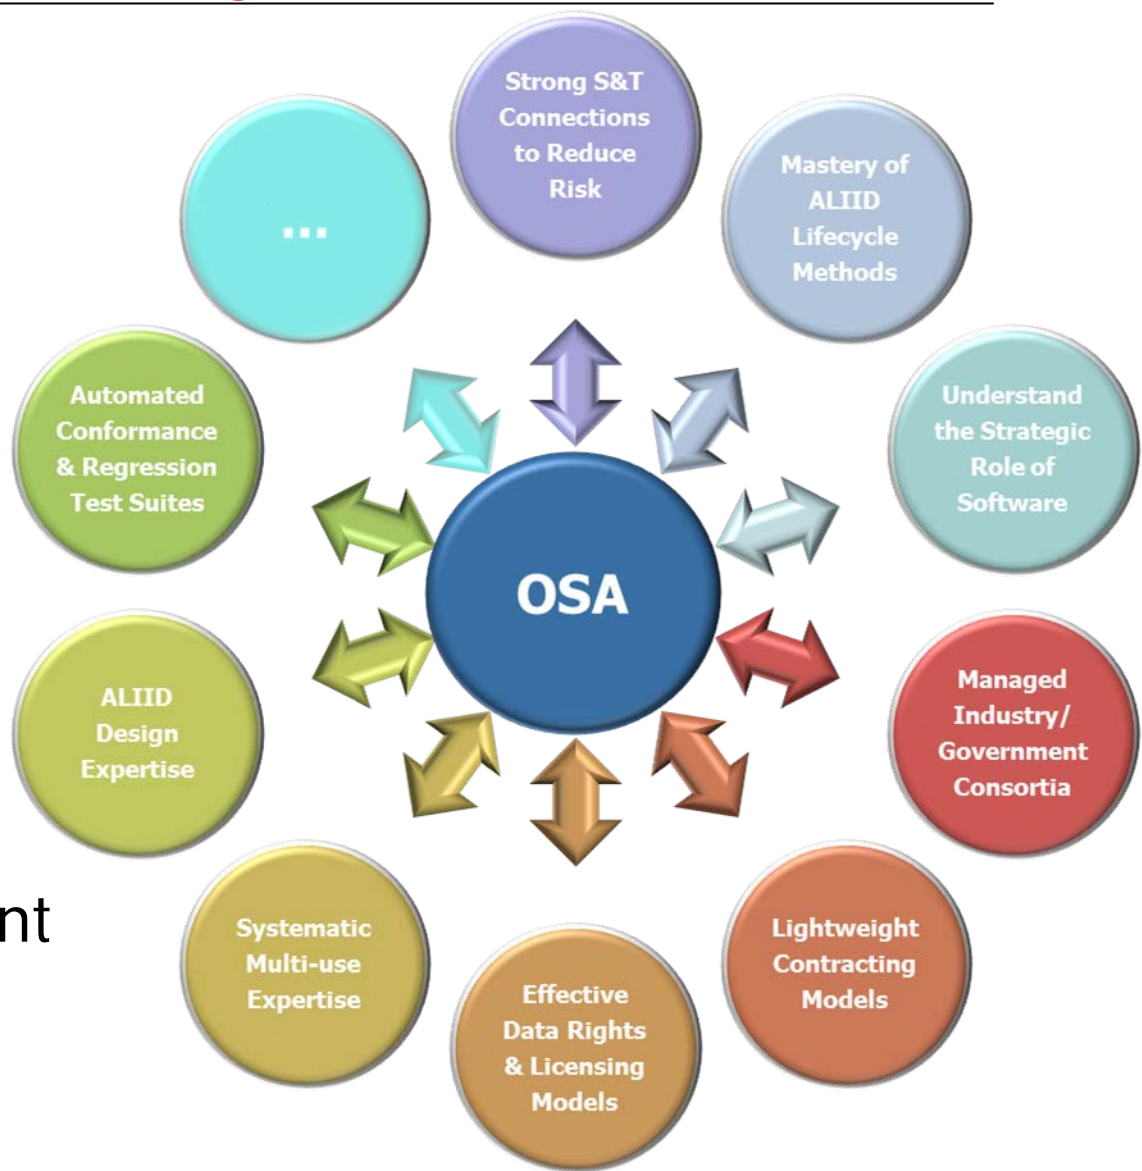 Strong S&T
Connections
to Reduce
Risk
Mastery of
ALIID
Lifecycle
Methods
Understand
the Strategic
Role of
Software
Managed
Industry/
Government
Consortia
Lightweight
Contracting
Models
Effective
Data Rights
& Licensing
Models
Systematic
Multi-use
Expertise
ALIID
Design
Expertise
Automated
Conformance
& Regression
Test Suites
...
OSA
nt